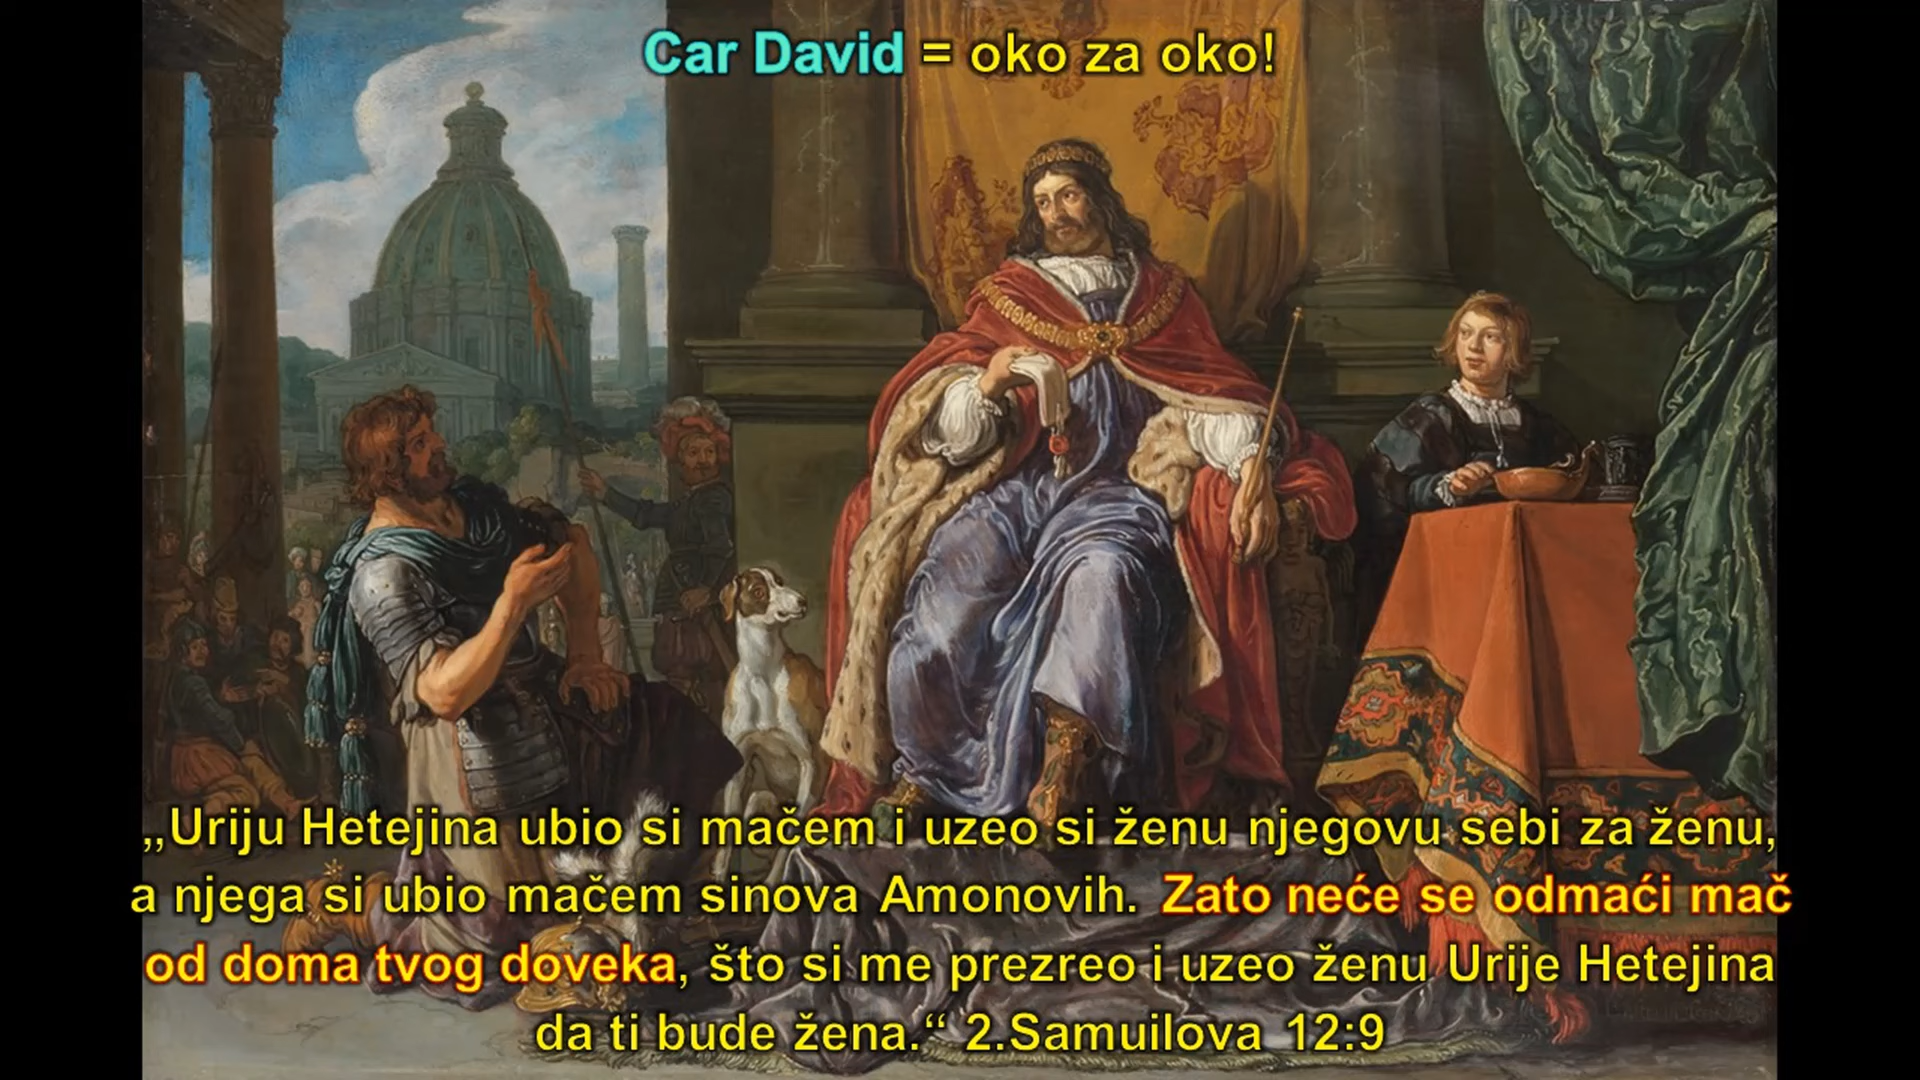 Car David = oko za oko!
„Uriju Hetejina ubio si mačem i uzeo si ženu njegovu sebi za ženu,
a njega si ubio mačem sinova Amonovih. Zato neće se odmaći mač
od doma tvog doveka, što si me prezreo i uzeo ženu Urije Hetejina
da ti bude žena.“ 2.Samuilova 12:9